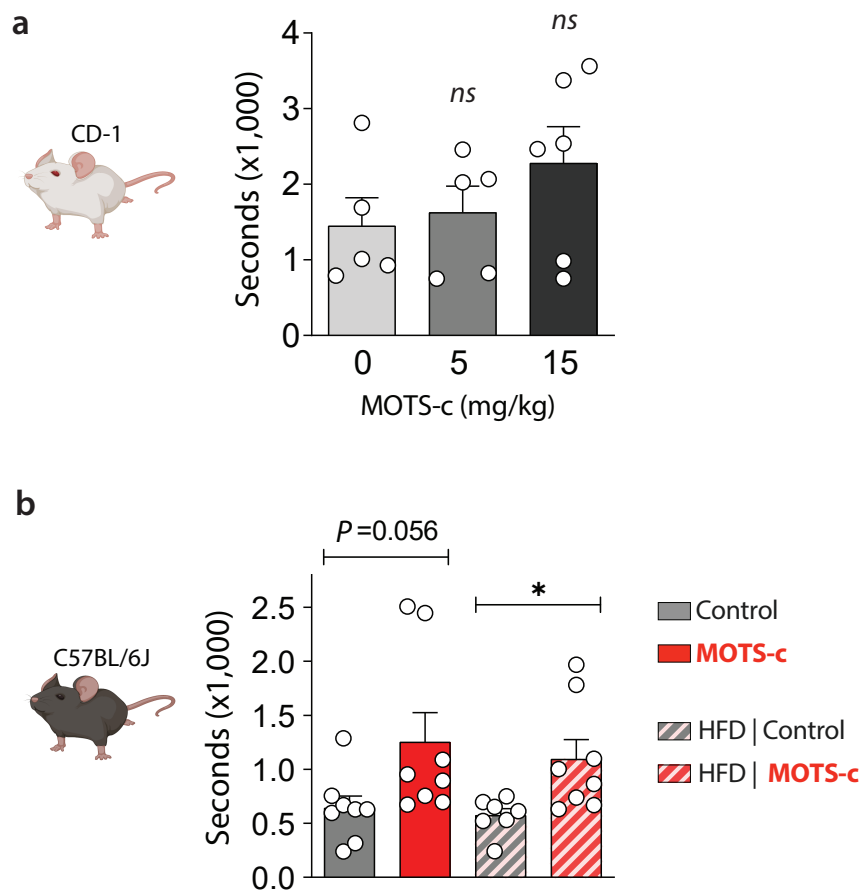 a
CD-1
Seconds (x1,000)
4
3
2
1
0
ns
ns
0 5 15
MOTS-c (mg/kg)
b
C57BL/6J
P=0.056
*
Seconds (x1,000)
2.5
2.0
1.5
1.0
0.5
0.0
Control
MOTS-c
HFD | Control
HFD | MOTS-c